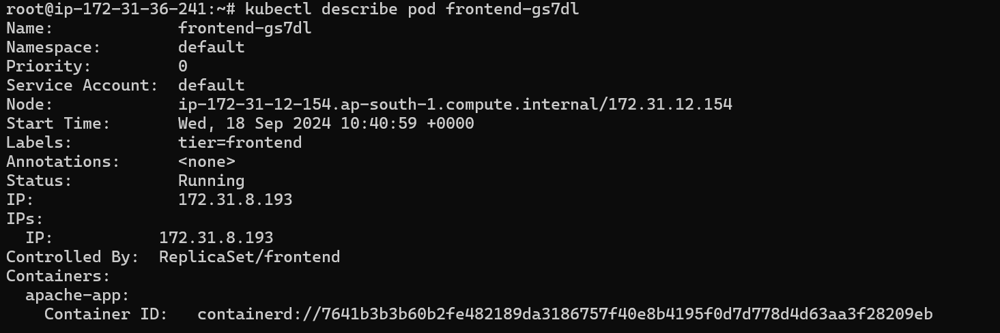 root@ip-172-31-36-241:~# kubectl describe pod frontend-gs7dl
Name:             frontend-gs7dl
Namespace:        default
Priority:         0
Service Account:  default
Node:             ip-172-31-12-154.ap-south-1.compute.internal/172.31.12.154
Start Time:       Wed, 18 Sep 2024 10:40:59 +0000
Labels:           tier=frontend
Annotations:      <none>
Status:           Running
IP:               172.31.8.193
IPs:
  IP:           172.31.8.193
Controlled By:  ReplicaSet/frontend
Containers:
  apache-app:
    Container ID:   containerd://7641b3b3b60b2fe482189da3186757f40e8b4195f0d7d778d4d63aa3f28209eb